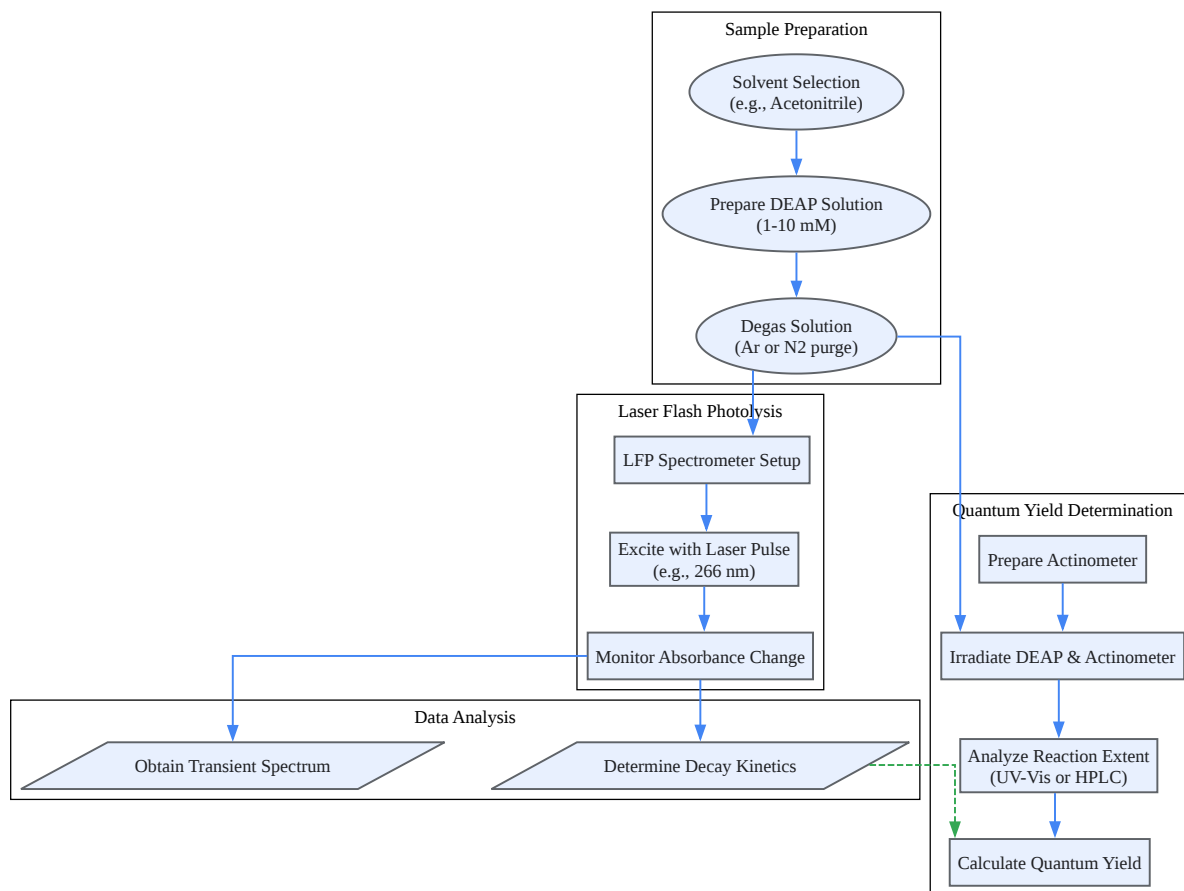 Sample Preparation
Solvent Selection
(e.g., Acetonitrile)
Prepare DEAP Solution
(1-10 mM)
Degas Solution
(Ar or N2 purge)
Laser Flash Photolysis
LFP Spectrometer Setup
Excite with Laser Pulse
(e.g., 266 nm)
Monitor Absorbance Change
Quantum Yield Determination
Prepare Actinometer
Irradiate DEAP & Actinometer
Analyze Reaction Extent
(UV-Vis or HPLC)
Calculate Quantum Yield
Data Analysis
Obtain Transient Spectrum
Determine Decay Kinetics